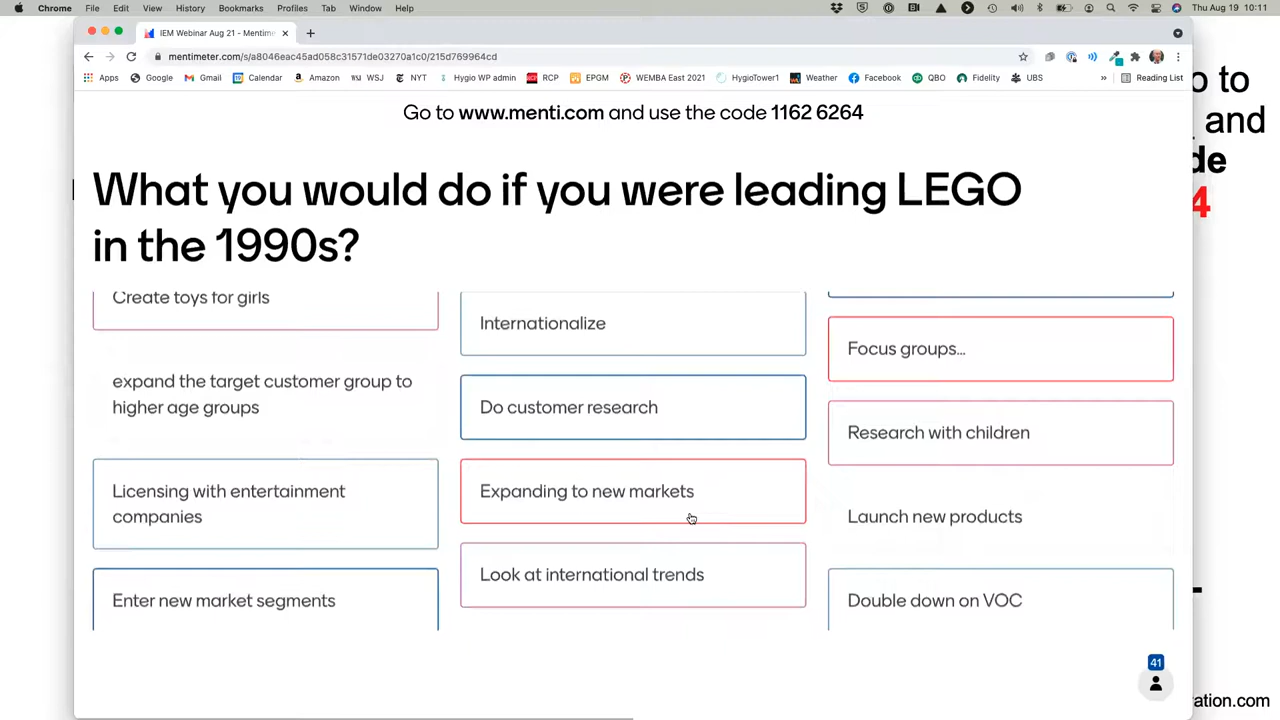 Chrome File Edit View History Bookmarks Profiles Tab Window Help Thu Aug 19 10:11
IEM Webinar Aug 21 - Mentime
mentimeter.com/s/a8046eac45ad058c31571de03270a1c0/215d769964cd
Apps Google Gmail Calendar Amazon WSJ NYT Hygio WP admin RCP EPGM WEMBA East 2021 HygioTower1 Weather Facebook QBO Fidelity UBS » Reading List
Go to www.menti.com and use the code 1162 6264
o to
and
de
4
What you would do if you were leading LEGO
in the 1990s?
Create toys for girls
expand the target customer group to
higher age groups
Licensing with entertainment
companies
Enter new market segments
Internationalize
Do customer research
Expanding to new markets
Look at international trends
Focus groups...
Research with children
Launch new products
Double down on VOC
41
ration.com